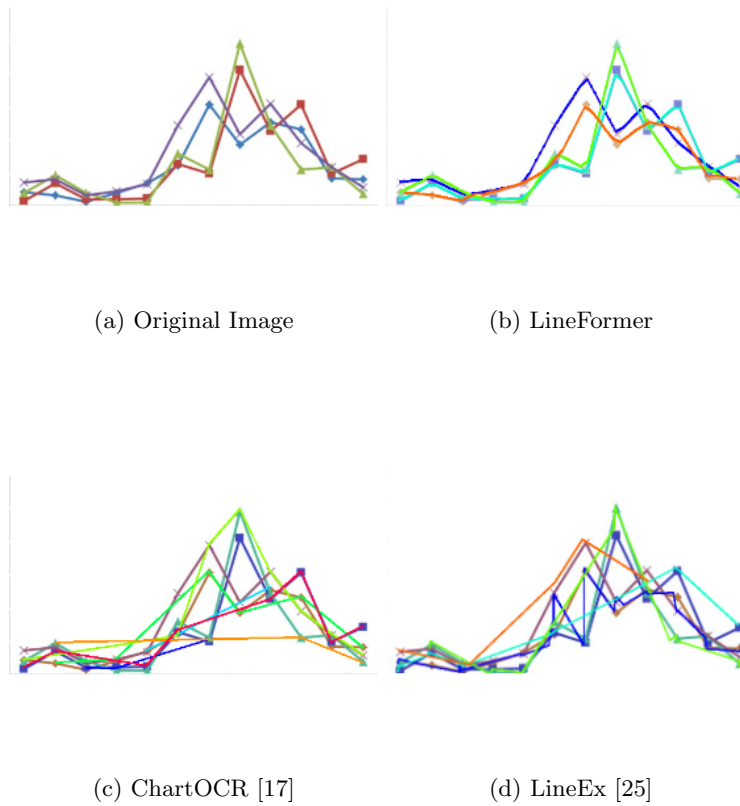 (a) Original Image
(b) LineFormer
(c) ChartOCR [17]
(d) LineEx [25]